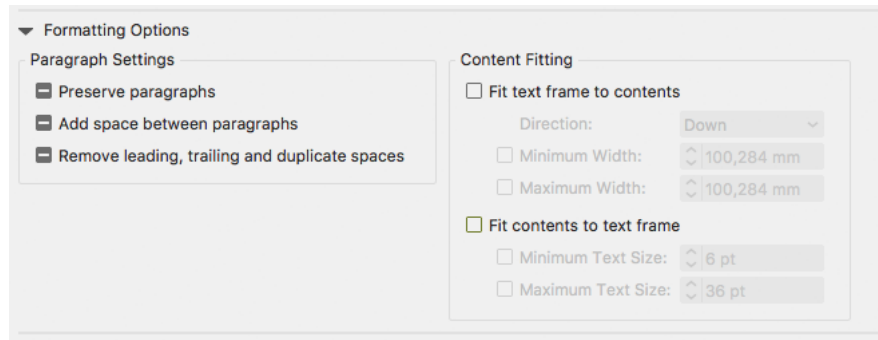 Formatting Options
Paragraph Settings
Preserve paragraphs
Add space between paragraphs
Remove leading, trailing and duplicate spaces
Content Fitting
Fit text frame to contents
Direction: Down
Minimum Width: 100,284 mm
Maximum Width: 100,284 mm
Fit contents to text frame
Minimum Text Size: 6 pt
Maximum Text Size: 36 pt